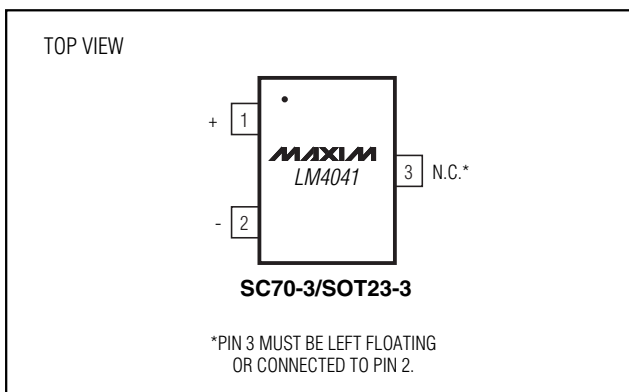 TOP VIEW
+ 1
MAXIM
LM4041
3 N.C.*
- 2
SC70-3/SOT23-3
*PIN 3 MUST BE LEFT FLOATING
OR CONNECTED TO PIN 2.